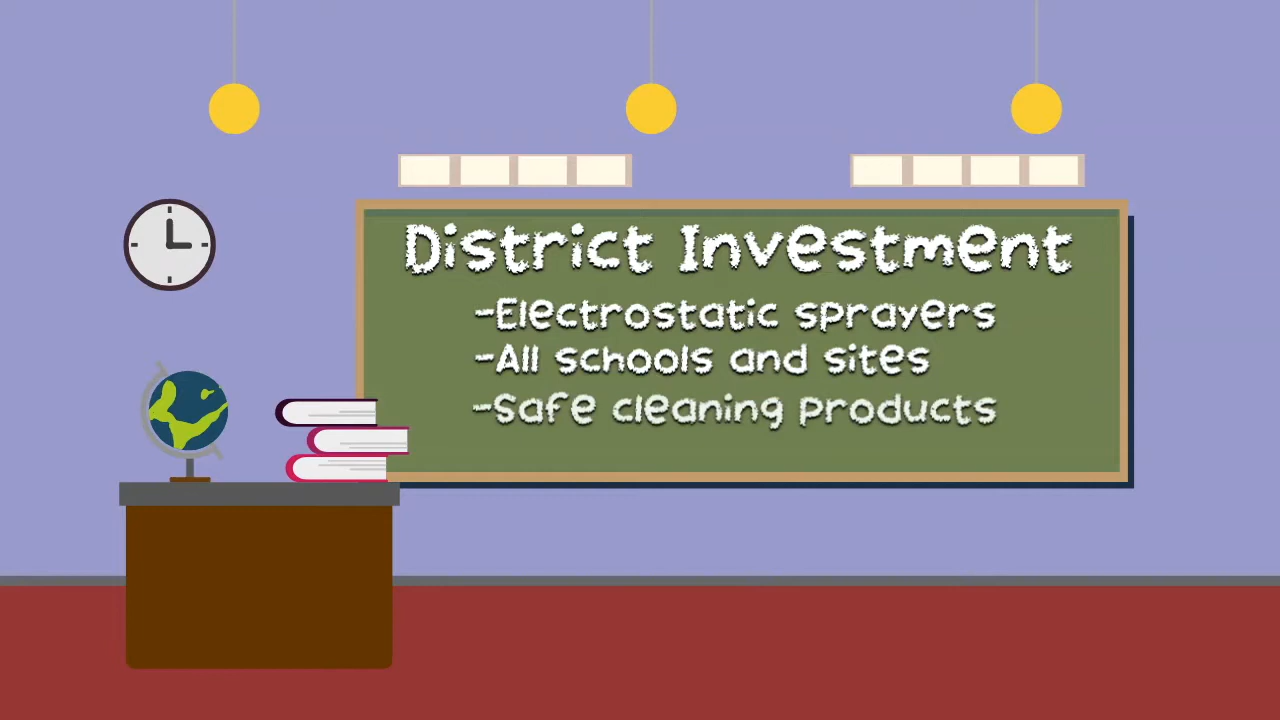 District Investment
-Electrostatic sprayers
-All schools and sites
-Safe cleaning products